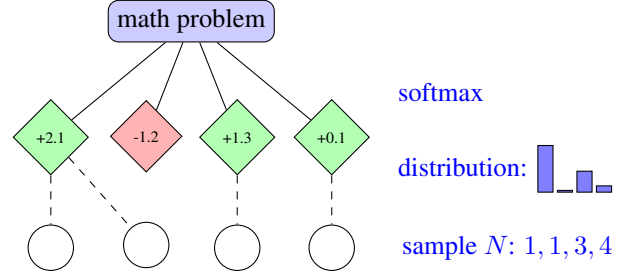 math problem
+2.1
-1.2
+1.3
+0.1
softmax
distribution:
sample N: 1, 1, 3, 4